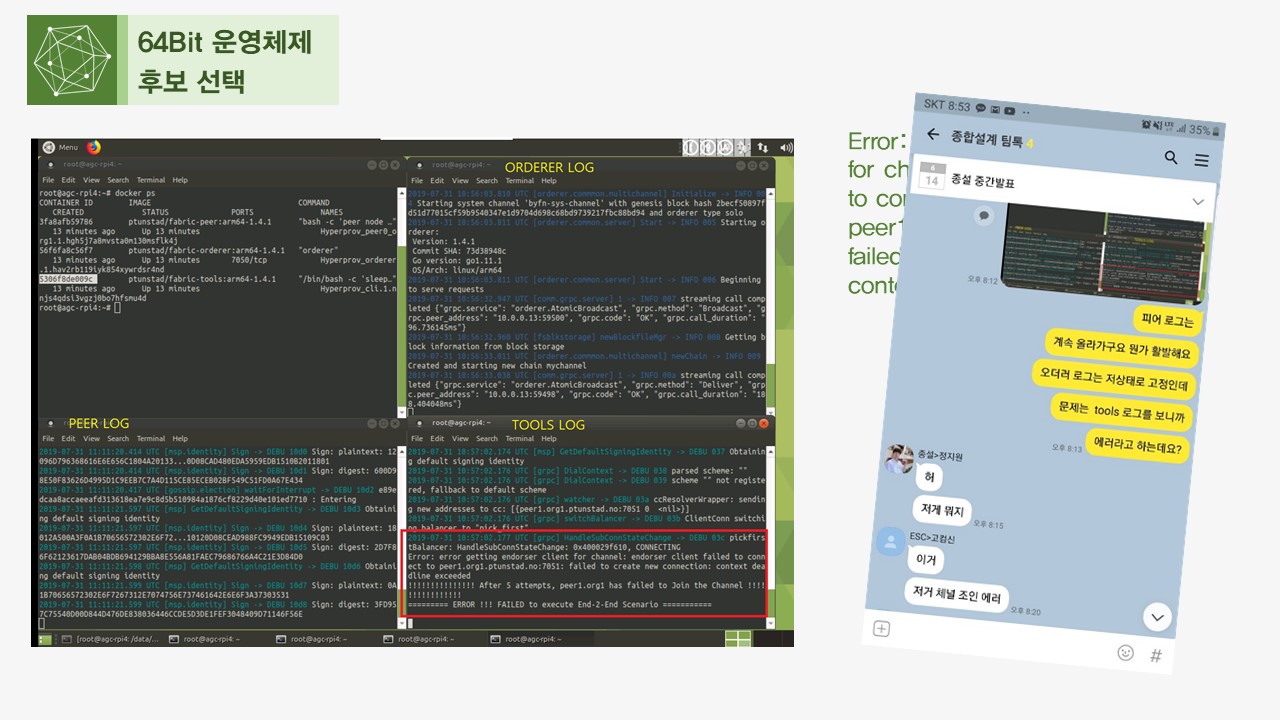 64Bit 운영체제
후보 선택
Menu
root@agc-rpi4: ~
File Edit View Search Terminal Help
root@agc-rpi4:~# docker ps
CONTAINER ID IMAGE COMMAND
CREATED STATUS PORTS NAMES
3fa8afb59786 ptunstad/fabric-peer:arm64-1.4.1 "bash -c 'peer node …"
13 minutes ago Up 13 minutes Hyperprov_peer0_o
rg1.1.hgh5j7a8mvsta0m130msflk4j
56f6fa8c56f7 ptunstad/fabric-orderer:arm64-1.4.1 "orderer"
13 minutes ago Up 13 minutes 7050/tcp Hyperprov_orderer
.1.hav2rb119iyk854xywrdsr4nd
5306f8de009c ptunstad/fabric-tools:arm64-1.4.1 "/bin/bash -c 'sleep…"
13 minutes ago Up 13 minutes Hyperprov_cli.1.n
njs4qdsi3vgzj0bo7hfsmu4d
root@agc-rpi4:~#
root@agc-rpi4: ~
ORDERER LOG
File Edit View Search Terminal Help
2019-07-31 10:56:03.810 UTC [orderer.commmon.multichannel] Initialize -> INFO 00
4 Starting system channel 'byfn-sys-channel' with genesis block hash 2becf50897f
d51d77015cf59b9540347e1d9704d698c68bd9739217fbc88bd94 and orderer type solo
2019-07-31 10:56:03.811 UTC [orderer.common.server] Start -> INFO 005 Starting o
rderer:
Version: 1.4.1
Commit SHA: 73d38948c
Go version: go1.11.1
OS/Arch: linux/arm64
2019-07-31 10:56:03.811 UTC [orderer.common.server] Start -> INFO 006 Beginning
to serve requests
2019-07-31 10:56:32.947 UTC [comm.grpc.server] 1 -> INFO 007 streaming call comp
leted {"grpc.service": "orderer.AtomicBroadcast", "grpc.method": "Broadcast", "g
rpc.peer_address": "10.0.0.13:59500", "grpc.code": "OK", "grpc.call_duration": "
96.736145ms"}
2019-07-31 10:56:32.960 UTC [fsblkstorage] newBlockfileMgr -> INFO 008 Getting b
lock information from block storage
2019-07-31 10:56:33.011 UTC [orderer.commmon.multichannel] newChain -> INFO 009
Created and starting new chain mychannel
2019-07-31 10:56:33.038 UTC [comm.grpc.server] 1 -> INFO 00a streaming call comp
leted {"grpc.service": "orderer.AtomicBroadcast", "grpc.method": "Deliver", "grp
c.peer_address": "10.0.0.13:59498", "grpc.code": "OK", "grpc.call_duration": "18
8.404048ms"}
root@agc-rpi4: ~
PEER LOG
File Edit View Search Terminal Help
2019-07-31 11:11:20.414 UTC [msp.identity] Sign -> DEBU 10d0 Sign: plaintext: 12
096D796368616E6E656C1804A20133...0D08CAD480EDA5959EDB1510B2011801
2019-07-31 11:11:20.414 UTC [msp.identity] Sign -> DEBU 10d1 Sign: digest: 600D9
8E50F83626D4995D1C9EEB7C7A4D115CE85ECEB02BF549C51FD0A67E434
2019-07-31 11:11:20.417 UTC [gossip.election] waitForInterrupt -> DEBU 10d2 e89e
dcaa8accaeeafd313618ea7e9c8d5b5109984a1876cf8229d40e101ed7710 : Entering
2019-07-31 11:11:21.597 UTC [msp] GetDefaultSigningIdentity -> DEBU 10d3 Obtaini
ng default signing identity
2019-07-31 11:11:21.597 UTC [msp.identity] Sign -> DEBU 10d4 Sign: plaintext: 18
012A500A3F0A1B70656572302E6F72...10120D08CEAD988FC9949EDB15109C03
2019-07-31 11:11:21.597 UTC [msp.identity] Sign -> DEBU 10d5 Sign: digest: 2D7F8
6F62123617DAB04BDB694129BBA8E556AB1FAEC7968676A4C21E3D84D0
2019-07-31 11:11:21.598 UTC [msp] GetDefaultSigningIdentity -> DEBU 10d6 Obtaini
ng default signing identity
2019-07-31 11:11:21.599 UTC [msp.identity] Sign -> DEBU 10d7 Sign: plaintext: 0A
1B70656572302E6F7267312E7074756E737461642E6E6F3A37303531
2019-07-31 11:11:21.599 UTC [msp.identity] Sign -> DEBU 10d8 Sign: digest: 3FD95
7C75540D00D844D476DE838036446CCDE5D3DE1FEF3048409D71146F56E
root@agc-rpi4: ~
TOOLS LOG
File Edit View Search Terminal Help
2019-07-31 10:57:02.176 UTC [msp] GetDefaultSigningIdentity -> DEBU 037 Obtainin
g default signing identity
2019-07-31 10:57:02.176 UTC [grpc] DialContext -> DEBU 038 parsed scheme: ""
2019-07-31 10:57:02.176 UTC [grpc] DialContext -> DEBU 039 scheme "" not registe
red, fallback to default scheme
2019-07-31 10:57:02.176 UTC [grpc] watcher -> DEBU 03a ccResolverWrapper: sendin
g new addresses to cc: [{peer1.org1.ptunstad.no:7051 0 <nil>}]
2019-07-31 10:57:02.176 UTC [grpc] switchBalancer -> DEBU 03b ClientConn switchi
ng balancer to "pick_first"
2019-07-31 10:57:02.177 UTC [grpc] HandleSubConnStateChange -> DEBU 03c pickfirs
tBalancer: HandleSubConnStateChange: 0x400029f610, CONNECTING
Error: error getting endorser client for channel: endorser client failed to conn
ect to peer1.org1.ptunstad.no:7051: failed to create new connection: context dea
dline exceeded
!!!!!!!!!!!!!!! After 5 attempts, peer1.org1 has failed to Join the Channel !!!!
!!!!!!!!!!!!
========= ERROR !!! FAILED to execute End-2-End Scenario ===========
[root@agc-rpi4: /data/... root@agc-rpi4: ~ root@agc-rpi4: ~ root@agc-rpi4: ~ root@agc-rpi4: ~
Error:
for ch
to co
peer1
failed
conte
SKT 8:53 35%
종합설계 팀톡 4
6
14 종설 중간발표
오후 8:12
피어 로그는
계속 올라가구요 뭔가 활발해요
오더러 로그는 저상태로 고정인데
문제는 tools 로그를 보니까
오후 8:13 에러라고 하는데요?
종설>정지원
허
저게 뭐지
오후 8:15
ESC>고컴신
이거
저거 채널 조인 에러
오후 8:20
#